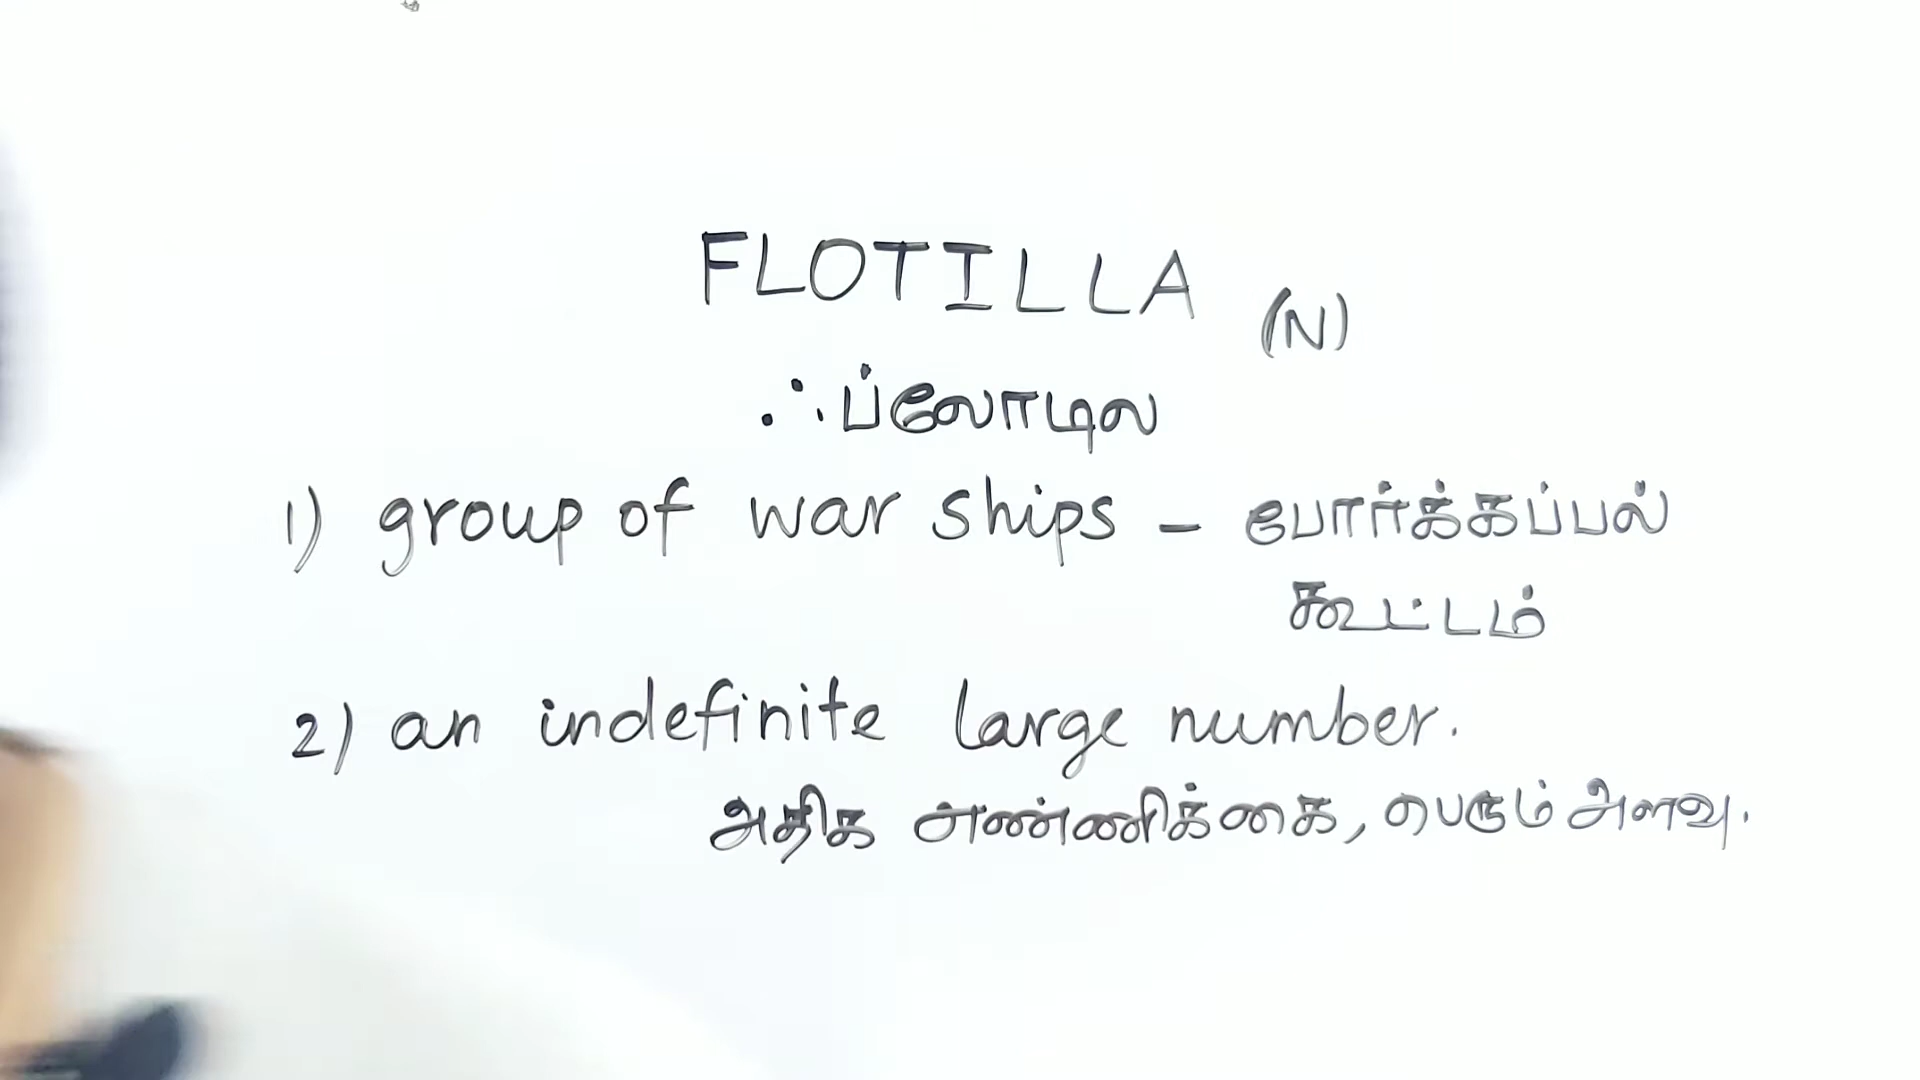 FLOTILLA (N)
ஃப்லோடில
1) group of war ships - போர்க்கப்பல்
கூட்டம்
2) an indefinite large number.
அதிக எண்ணிக்கை, பெரும் அளவு.